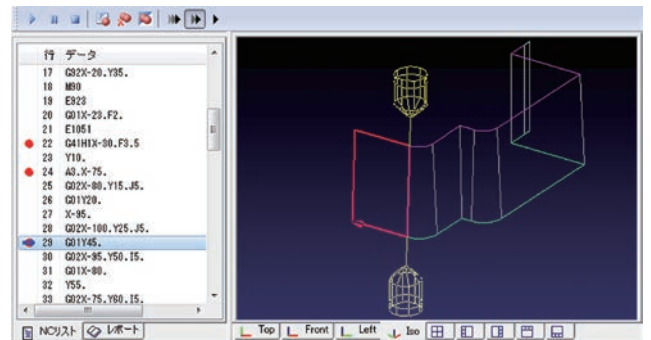 行 データ
17 G92X-20.Y35.
18 M90
19 E923
20 G01X-23.F2.
21 E1051
22 G41H1X-30.F3.5
23 Y10.
24 A3.X-75.
25 G02X-80.Y15.J5.
26 G01Y20.
27 X-95.
28 G02X-100.Y25.J5.
29 G01Y45.
30 G02X-95.Y50.I5.
31 G01X-80.
32 Y55.
33 G02X-75.Y60.I5.
NCリスト レポート
Top Front Left Iso